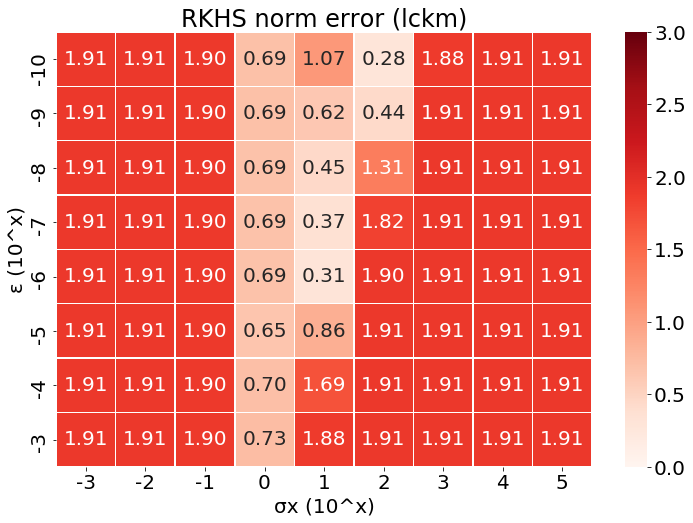 RKHS norm error (lckm)
-10 1.91 1.91 1.90 0.69 1.07 0.28 1.88 1.91 1.91
-9 1.91 1.91 1.90 0.69 0.62 0.44 1.91 1.91 1.91
-8 1.91 1.91 1.90 0.69 0.45 1.31 1.91 1.91 1.91
-7 1.91 1.91 1.90 0.69 0.37 1.82 1.91 1.91 1.91
-6 1.91 1.91 1.90 0.69 0.31 1.90 1.91 1.91 1.91
-5 1.91 1.91 1.90 0.65 0.86 1.91 1.91 1.91 1.91
-4 1.91 1.91 1.90 0.70 1.69 1.91 1.91 1.91 1.91
-3 1.91 1.91 1.90 0.73 1.88 1.91 1.91 1.91 1.91
-3 -2 -1 0 1 2 3 4 5
σx (10^x)
ε (10^x)
3.0
2.5
2.0
1.5
1.0
0.5
0.0